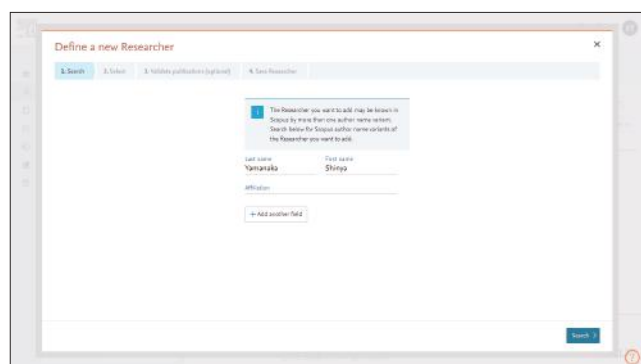 Define a new Researcher
1. Search 2. Select 3. Validate publications (optional) 4. Save Researcher
The Researcher you want to add may be known in
Scopus by more than one author name variant.
Search below for Scopus author name variants of
the Researcher you want to add.
Last name First name
Yamanaka Shinya
Affiliation
+ Add another field
Search >